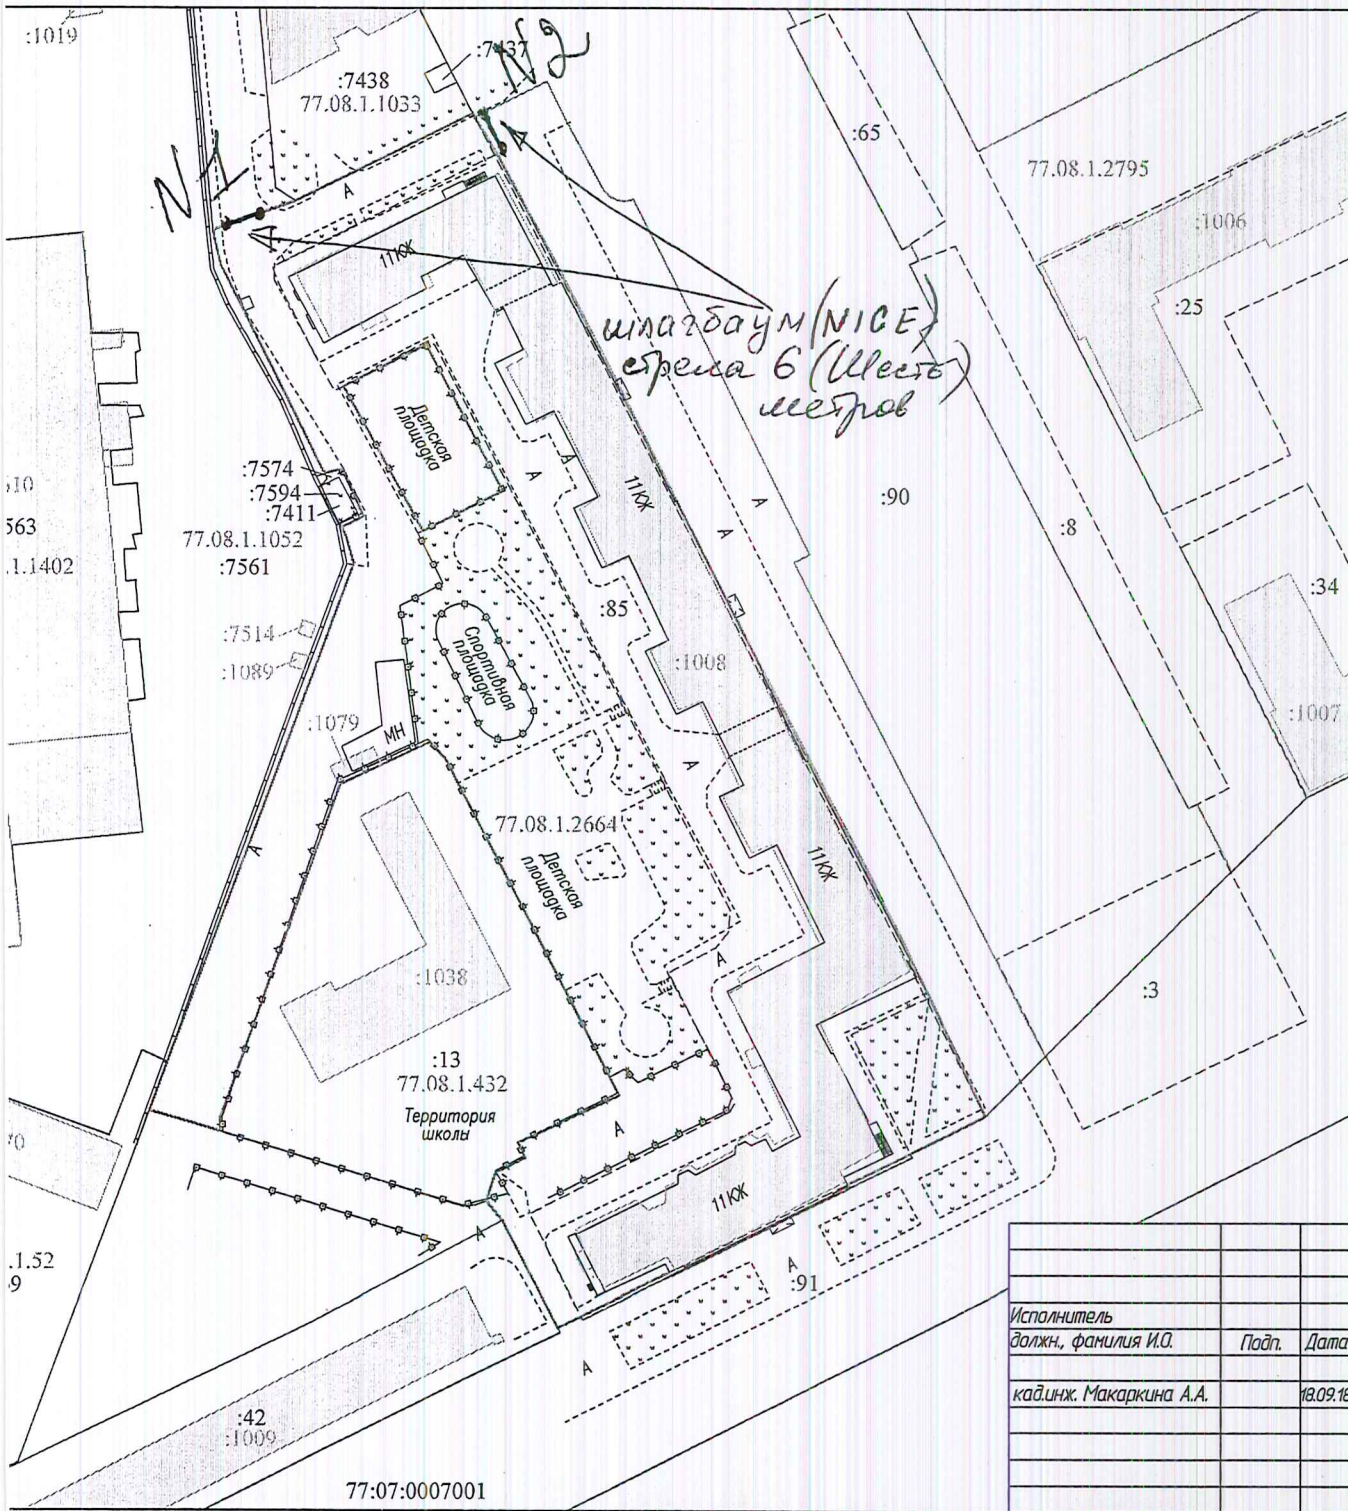 :1019
:7437
N2
:7438
77.08.1.1033
:65
77.08.1.2795
N1
А
:1006
11КЖ
:25
шлагбаум (NICE)
стрела 6 (Шесть)
метров
Детская
площадка
:7574
:7594
:7411
А
А
11КЖ
А
А
:90
:8
563
77.08.1.1052
:7561
.1.1402
:34
:85
:7514
Спортивная
площадка
:1089
:1008
:1007
:1079
МН
А
77.08.1.2664
А
11КЖ
Детская
площадка
А
:1038
:3
:13
77.08.1.432
Территория
школы
А
70
11КЖ
А
.1.52
А
:91
А
Исполнитель
должн., фамилия И.О.
Подп.
Дата
кад.инж. Макаркина А.А.
18.09.18
:42
:1009
77:07:0007001